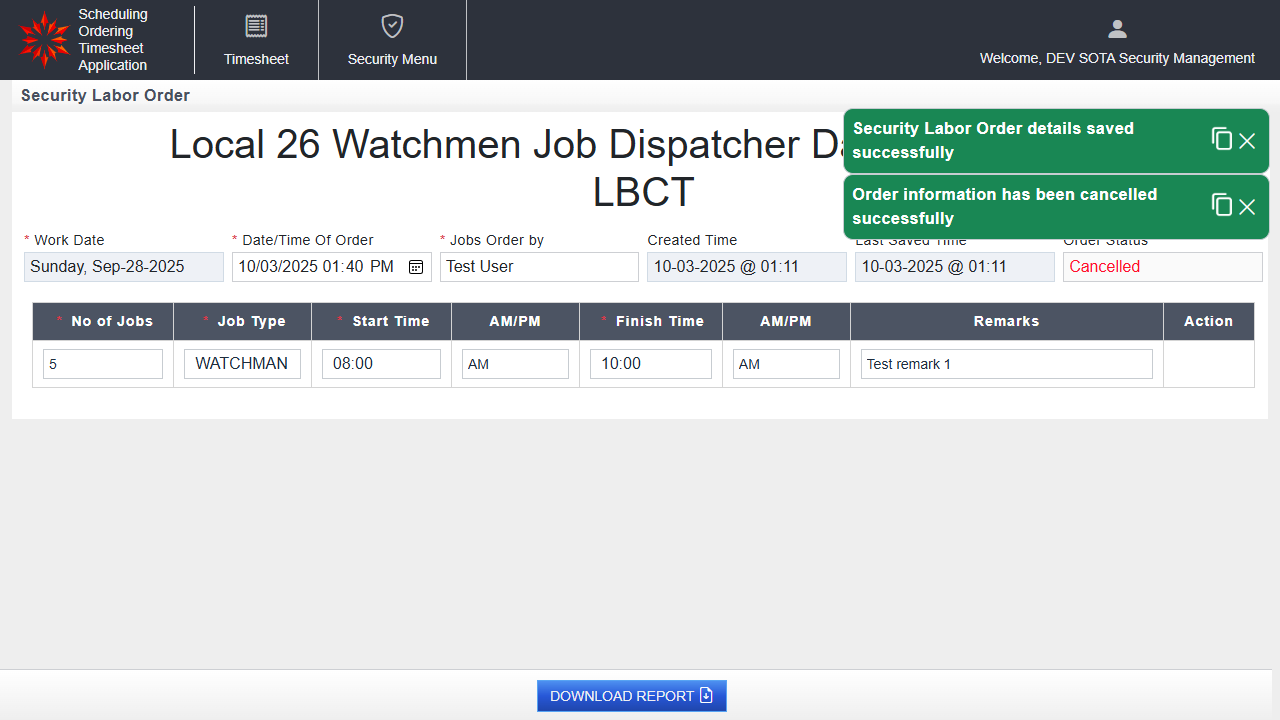 Scheduling
Ordering
Timesheet
Application
Timesheet
Security Menu
Welcome, DEV SOTA Security Management
Security Labor Order
Security Labor Order details saved
successfully
Order information has been cancelled
successfully
Local 26 Watchmen Job Dispatcher
LBCT
* Work Date
* Date/Time Of Order
* Jobs Order by
Created Time
Last Saved Time
Order Status
Sunday, Sep-28-2025
10/03/2025 01:40 PM
Test User
10-03-2025 @ 01:11
10-03-2025 @ 01:11
Cancelled
* No of Jobs
* Job Type
* Start Time
AM/PM
* Finish Time
AM/PM
Remarks
Action
5
WATCHMAN
08:00
AM
10:00
AM
Test remark 1
DOWNLOAD REPORT